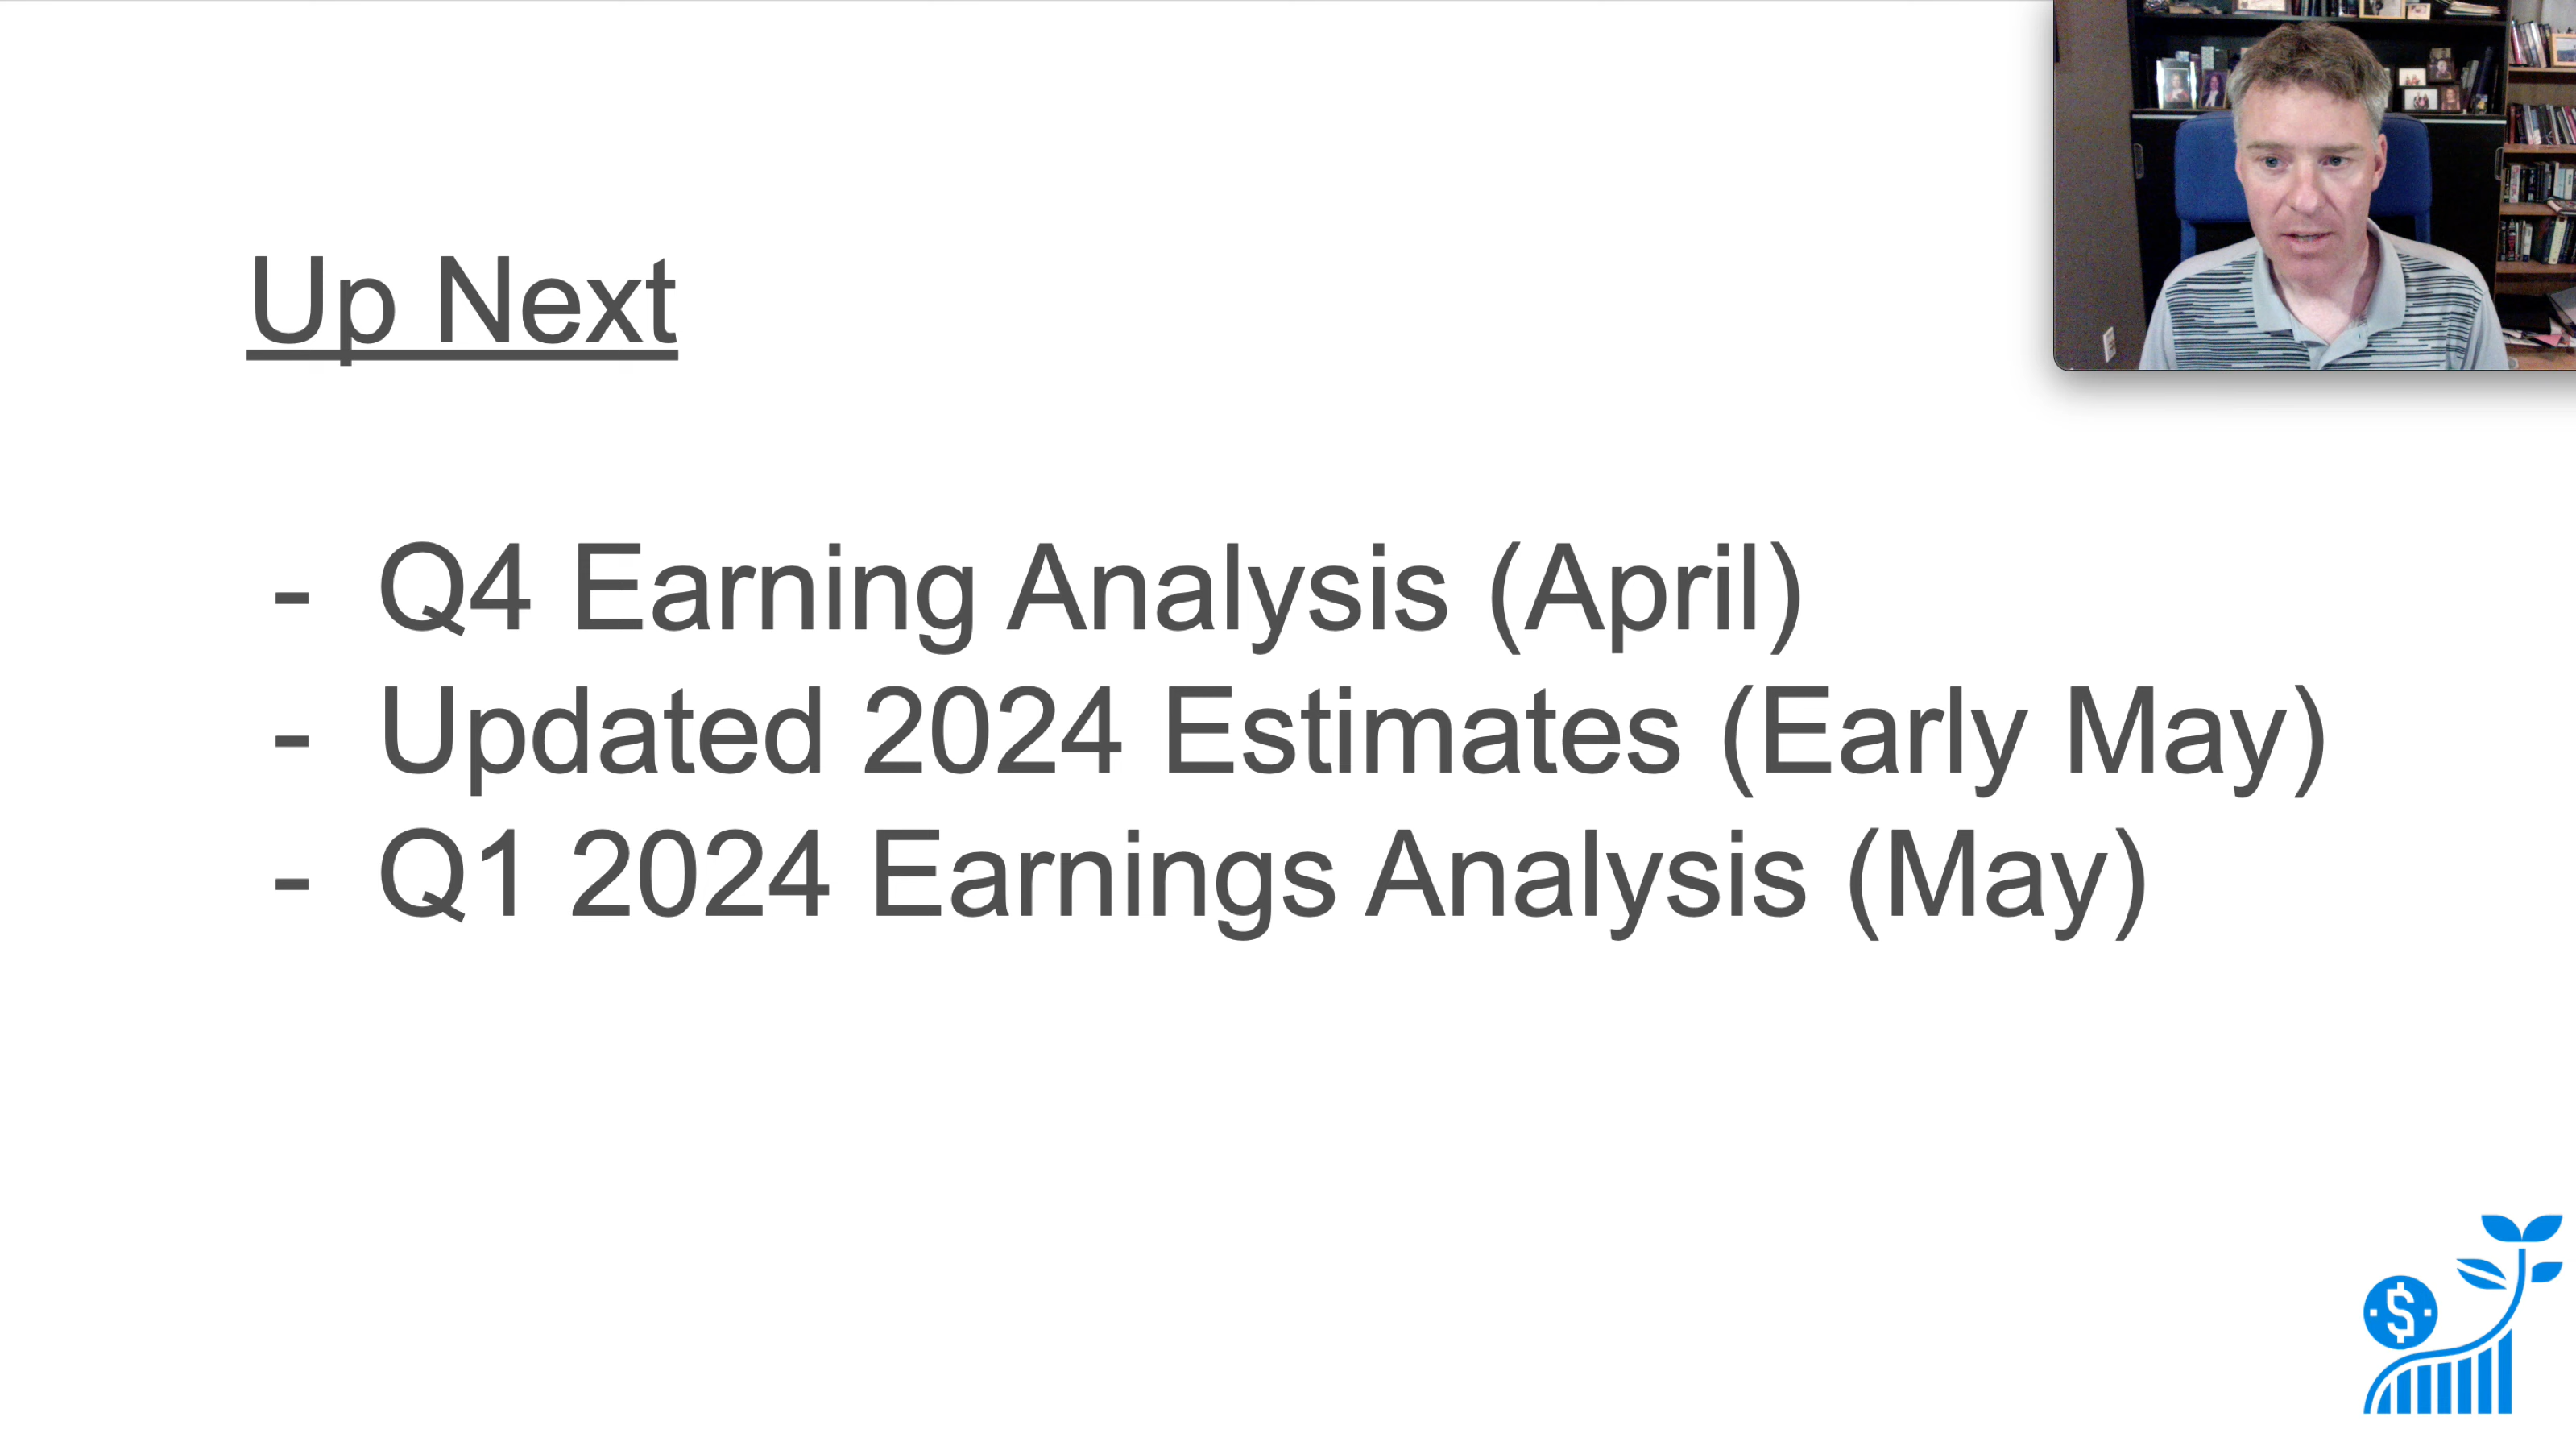 Up Next
- Q4 Earning Analysis (April)
- Updated 2024 Estimates (Early May)
- Q1 2024 Earnings Analysis (May)
$